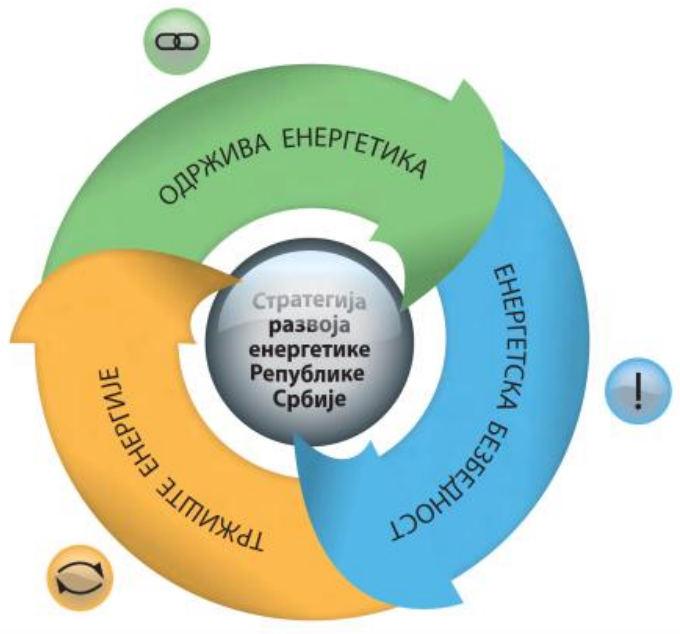 ОДРЖИВА ЕНЕРГЕТИКА
ЕНЕРГЕТСКА БЕЗБЕДНОСТ
ТРЖИШТЕ ЕНЕРГИЈЕ
Стратегија
развоја
енергетике
Републике
Србије
!